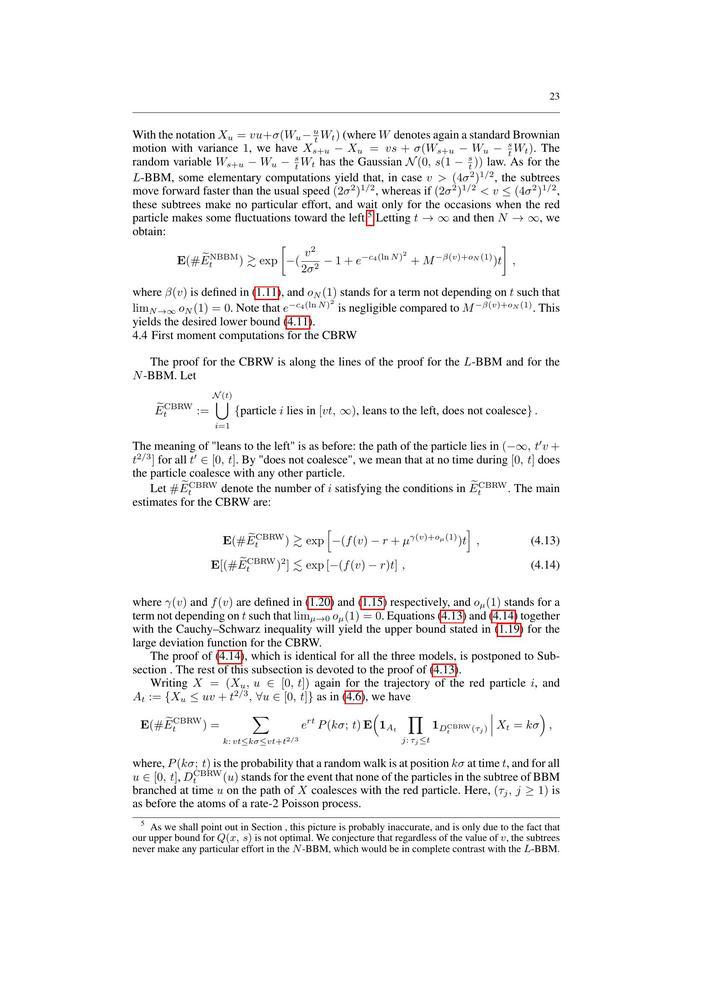 23
With the notation $X_u = vu + \sigma(W_u - \frac{u}{t}W_t)$ (where $W$ denotes again a standard Brownian
motion with variance 1, we have $X_{s+u} - X_u = vs + \sigma(W_{s+u} - W_u - \frac{s}{t}W_t)$. The
random variable $W_{s+u} - W_u - \frac{s}{t}W_t$ has the Gaussian $\mathcal{N}(0, s(1 - \frac{s}{t}))$ law. As for the
$L$-BBM, some elementary computations yield that, in case $v > (4\sigma^2)^{1/2}$, the subtrees
move forward faster than the usual speed $(2\sigma^2)^{1/2}$, whereas if $(2\sigma^2)^{1/2} < v \leq (4\sigma^2)^{1/2}$,
these subtrees make no particular effort, and wait only for the occasions when the red
particle makes some fluctuations toward the left.$^5$ Letting $t \to \infty$ and then $N \to \infty$, we
obtain:
$\mathbf{E}(\#\widetilde{E}_t^{\mathrm{NBBM}}) \gtrsim \exp\left[-(\frac{v^2}{2\sigma^2} - 1 + e^{-c_4(\ln N)^2} + M^{-\beta(v)+o_N(1)})t\right],$
where $\beta(v)$ is defined in (1.11), and $o_N(1)$ stands for a term not depending on $t$ such that
$\lim_{N\to\infty} o_N(1) = 0$. Note that $e^{-c_4(\ln N)^2}$ is negligible compared to $M^{-\beta(v)+o_N(1)}$. This
yields the desired lower bound (4.11).
4.4 First moment computations for the CBRW
The proof for the CBRW is along the lines of the proof for the $L$-BBM and for the
$N$-BBM. Let
$\widetilde{E}_t^{\mathrm{CBRW}} := \bigcup_{i=1}^{\mathcal{N}(t)} \{\text{particle } i \text{ lies in } [vt, \infty)\text{, leans to the left, does not coalesce}\}.$
The meaning of "leans to the left" is as before: the path of the particle lies in $(-\infty, t'v +$
$t^{2/3}]$ for all $t' \in [0, t]$. By "does not coalesce", we mean that at no time during $[0, t]$ does
the particle coalesce with any other particle.
Let $\#\widetilde{E}_t^{\mathrm{CBRW}}$ denote the number of $i$ satisfying the conditions in $\widetilde{E}_t^{\mathrm{CBRW}}$. The main
estimates for the CBRW are:
$\mathbf{E}(\#\widetilde{E}_t^{\mathrm{CBRW}}) \gtrsim \exp\left[-(f(v) - r + \mu^{\gamma(v)+o_\mu(1)})t\right],$ (4.13)
$\mathbf{E}[(\#\widetilde{E}_t^{\mathrm{CBRW}})^2] \lesssim \exp[-(f(v) - r)t],$ (4.14)
where $\gamma(v)$ and $f(v)$ are defined in (1.20) and (1.15) respectively, and $o_\mu(1)$ stands for a
term not depending on $t$ such that $\lim_{\mu\to 0} o_\mu(1) = 0$. Equations (4.13) and (4.14) together
with the Cauchy–Schwarz inequality will yield the upper bound stated in (1.19) for the
large deviation function for the CBRW.
The proof of (4.14), which is identical for all the three models, is postponed to Sub-
section . The rest of this subsection is devoted to the proof of (4.13).
Writing $X = (X_u, u \in [0, t])$ again for the trajectory of the red particle $i$, and
$A_t := \{X_u \leq uv + t^{2/3}, \forall u \in [0, t]\}$ as in (4.6), we have
$\mathbf{E}(\#\widetilde{E}_t^{\mathrm{CBRW}}) = \sum_{k: vt \leq k\sigma \leq vt+t^{2/3}} e^{rt} P(k\sigma; t) \mathbf{E}\Big(\mathbf{1}_{A_t} \prod_{j: \tau_j \leq t} \mathbf{1}_{D_t^{\mathrm{CBRW}}(\tau_j)} \Big| X_t = k\sigma\Big),$
where, $P(k\sigma; t)$ is the probability that a random walk is at position $k\sigma$ at time $t$, and for all
$u \in [0, t]$, $D_t^{\mathrm{CBRW}}(u)$ stands for the event that none of the particles in the subtree of BBM
branched at time $u$ on the path of $X$ coalesces with the red particle. Here, $(\tau_j, j \geq 1)$ is
as before the atoms of a rate-2 Poisson process.
$^5$ As we shall point out in Section , this picture is probably inaccurate, and is only due to the fact that
our upper bound for $Q(x, s)$ is not optimal. We conjecture that regardless of the value of $v$, the subtrees
never make any particular effort in the $N$-BBM, which would be in complete contrast with the $L$-BBM.